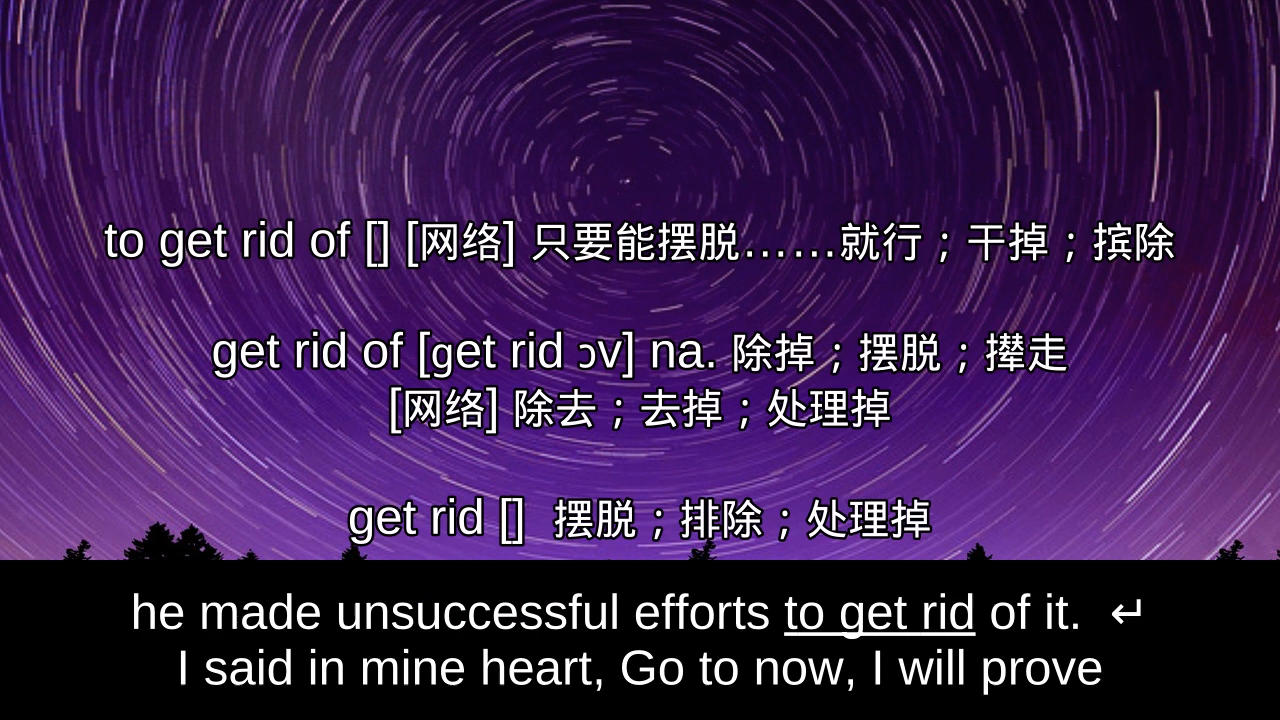 to get rid of [] [网络] 只要能摆脱……就行；干掉；摈除
get rid of [ɡet rid ɔv] na. 除掉；摆脱；撵走
[网络] 除去；去掉；处理掉
get rid [] 摆脱；排除；处理掉
he made unsuccessful efforts to get rid of it. ↵
I said in mine heart, Go to now, I will prove